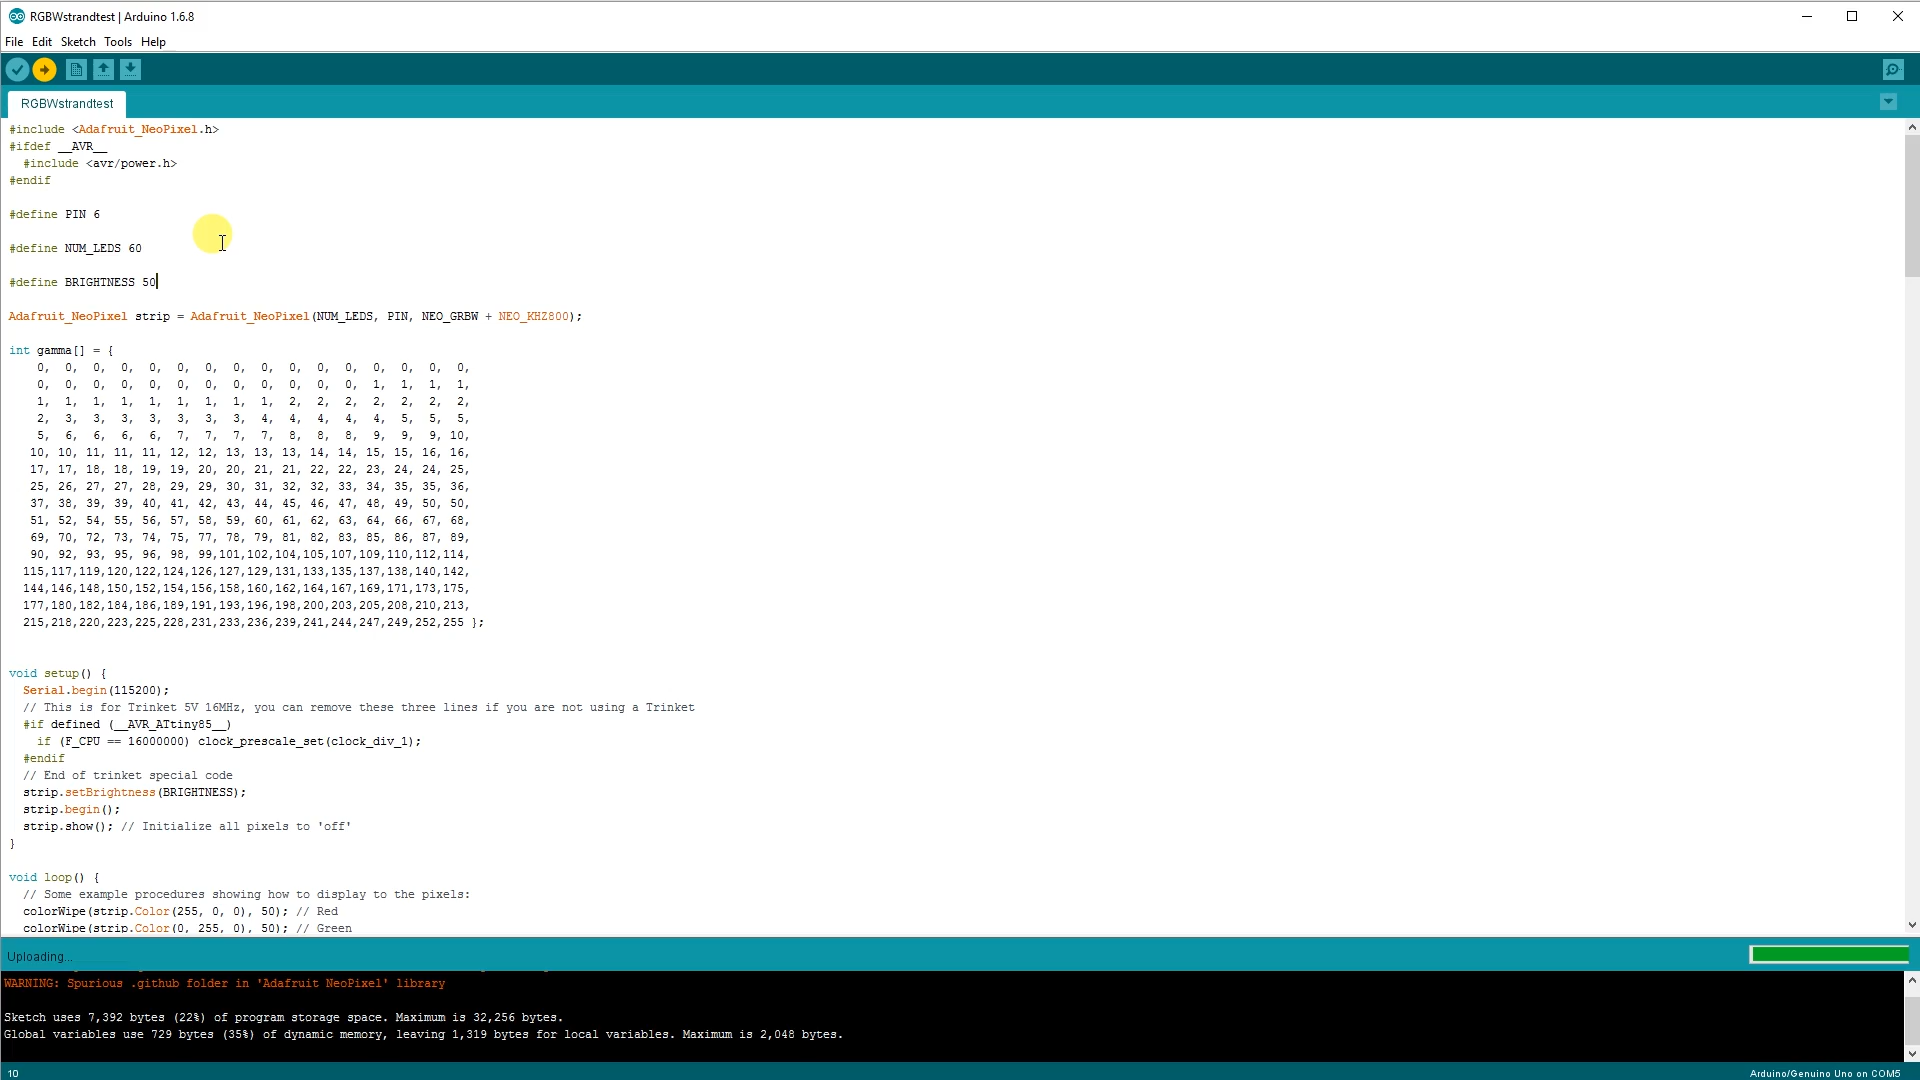 RGBWstrandtest | Arduino 1.6.8
File Edit Sketch Tools Help
RGBWstrandtest
#include <Adafruit_NeoPixel.h>
#ifdef __AVR__
  #include <avr/power.h>
#endif
#define PIN 6
#define NUM_LEDS 60
#define BRIGHTNESS 50
Adafruit_NeoPixel strip = Adafruit_NeoPixel(NUM_LEDS, PIN, NEO_GRBW + NEO_KHZ800);
int gamma[] = {
    0,  0,  0,  0,  0,  0,  0,  0,  0,  0,  0,  0,  0,  0,  0,  0,
    0,  0,  0,  0,  0,  0,  0,  0,  0,  0,  0,  0,  1,  1,  1,  1,
    1,  1,  1,  1,  1,  1,  1,  1,  1,  2,  2,  2,  2,  2,  2,  2,
    2,  3,  3,  3,  3,  3,  3,  3,  4,  4,  4,  4,  4,  5,  5,  5,
    5,  6,  6,  6,  6,  7,  7,  7,  7,  8,  8,  8,  9,  9,  9, 10,
   10, 10, 11, 11, 11, 12, 12, 13, 13, 13, 14, 14, 15, 15, 16, 16,
   17, 17, 18, 18, 19, 19, 20, 20, 21, 21, 22, 22, 23, 24, 24, 25,
   25, 26, 27, 27, 28, 29, 29, 30, 31, 32, 32, 33, 34, 35, 35, 36,
   37, 38, 39, 39, 40, 41, 42, 43, 44, 45, 46, 47, 48, 49, 50, 50,
   51, 52, 54, 55, 56, 57, 58, 59, 60, 61, 62, 63, 64, 66, 67, 68,
   69, 70, 72, 73, 74, 75, 77, 78, 79, 81, 82, 83, 85, 86, 87, 89,
   90, 92, 93, 95, 96, 98, 99,101,102,104,105,107,109,110,112,114,
  115,117,119,120,122,124,126,127,129,131,133,135,137,138,140,142,
  144,146,148,150,152,154,156,158,160,162,164,167,169,171,173,175,
  177,180,182,184,186,189,191,193,196,198,200,203,205,208,210,213,
  215,218,220,223,225,228,231,233,236,239,241,244,247,249,252,255 };
void setup() {
  Serial.begin(115200);
  // This is for Trinket 5V 16MHz, you can remove these three lines if you are not using a Trinket
  #if defined (__AVR_ATtiny85__)
    if (F_CPU == 16000000) clock_prescale_set(clock_div_1);
  #endif
  // End of trinket special code
  strip.setBrightness(BRIGHTNESS);
  strip.begin();
  strip.show(); // Initialize all pixels to 'off'
}
void loop() {
  // Some example procedures showing how to display to the pixels:
  colorWipe(strip.Color(255, 0, 0), 50); // Red
  colorWipe(strip.Color(0, 255, 0), 50); // Green
Uploading...
WARNING: Spurious .github folder in 'Adafruit NeoPixel' library
Sketch uses 7,392 bytes (22%) of program storage space. Maximum is 32,256 bytes.
Global variables use 729 bytes (35%) of dynamic memory, leaving 1,319 bytes for local variables. Maximum is 2,048 bytes.
10
Arduino/Genuino Uno on COM5